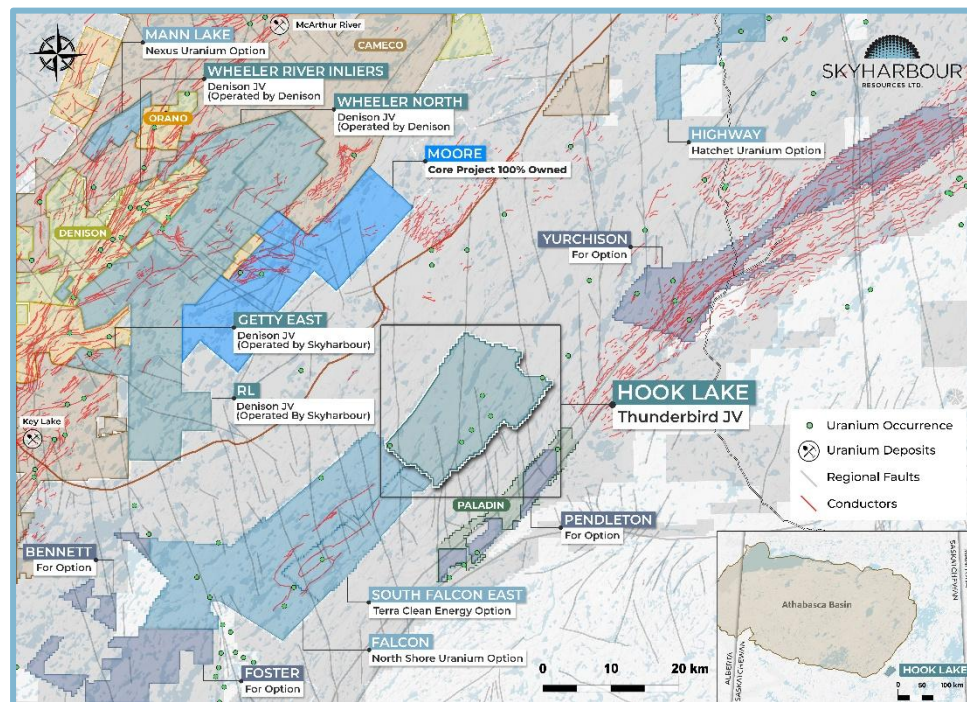 McArthur River
MANN LAKE
Nexus Uranium Option
CAMECO
WHEELER RIVER INLIERS
Denison JV
(Operated by Denison
ORANO
WHEELER NORTH
Denison JV
(Operated by Denison
SKYHARBOUR
RESOURCES LTD.
HIGHWAY
Hatchet Uranium Option
MOORE
Core Project 100% Owned
DENISON
YURCHISON
For Option
GETTY EAST
Denison JV
(Operated by Skyharbour)
RL
Denison JV
(Operated by Skyharbour)
HOOK LAKE
Thunderbird JV
Key Lake
Uranium Occurrence
Uranium Deposits
Regional Faults
Conductors
PALADIN
PENDLETON
For Option
BENNETT
For Option
SOUTH FALCON EAST
Terra Clean Energy Option
FALCON
North Shore Uranium Option
FOSTER
For Option
0 10 20 km
SASKATCHEWAN
Athabasca Basin
ALBERTA
SASKATCHEWAN
HOOK LAKE
0 50 100 km